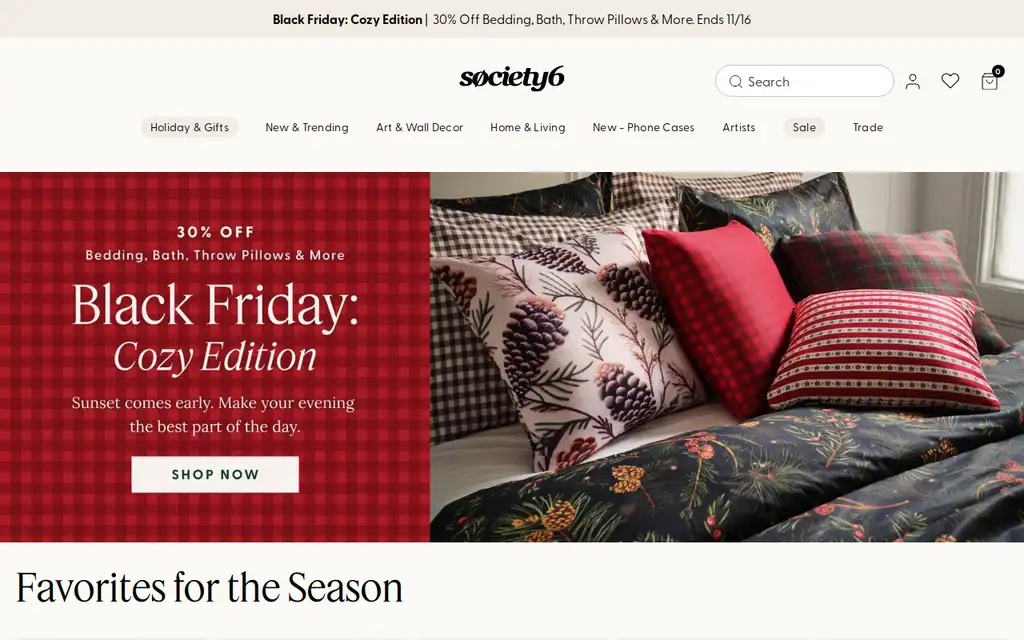 Black Friday: Cozy Edition | 30% Off Bedding, Bath, Throw Pillows & More. Ends 11/16
søciety6
Search
0
Holiday & Gifts
New & Trending
Art & Wall Decor
Home & Living
New - Phone Cases
Artists
Sale
Trade
30% OFF
Bedding, Bath, Throw Pillows & More
Black Friday:
Cozy Edition
Sunset comes early. Make your evening
the best part of the day.
SHOP NOW
Favorites for the Season